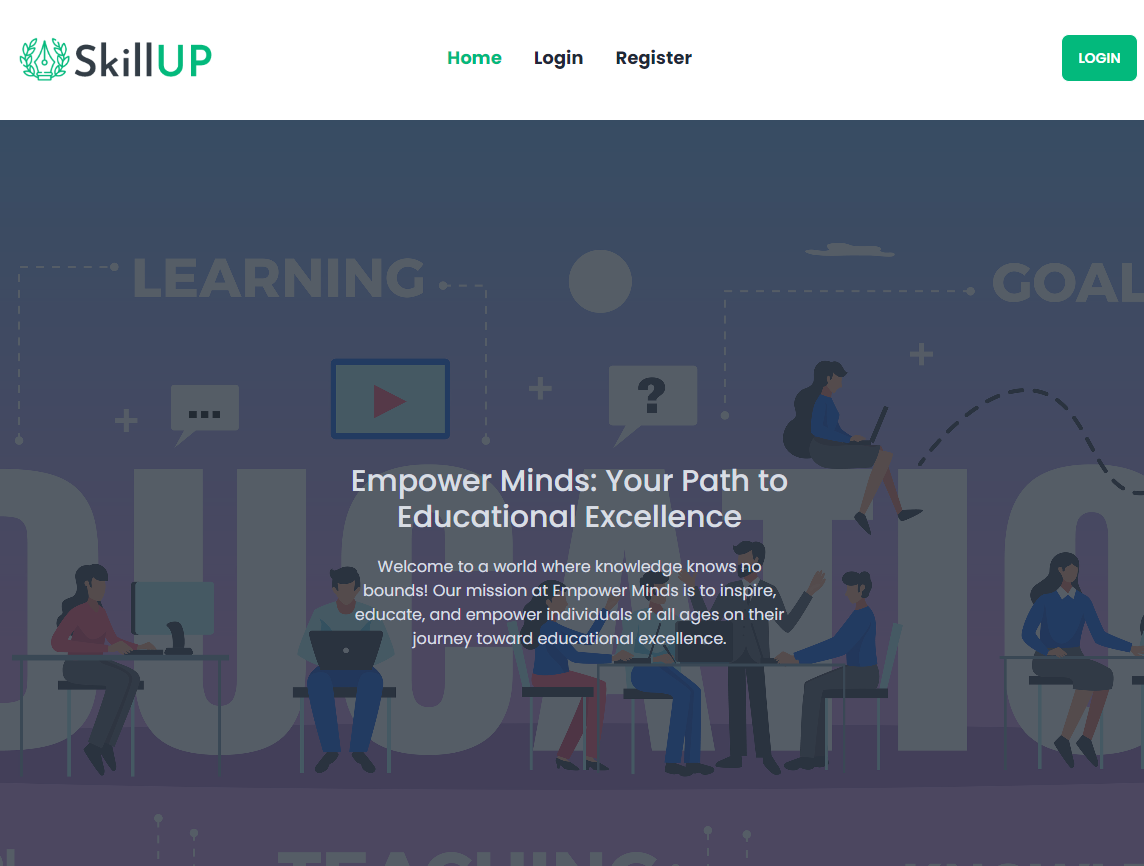 SkillUP
Home Login Register
LOGIN
LEARNING
GOAL
...
?
Empower Minds: Your Path to
Educational Excellence
Welcome to a world where knowledge knows no
bounds! Our mission at Empower Minds is to inspire,
educate, and empower individuals of all ages on their
journey toward educational excellence.
DUCATIO
TEACHING